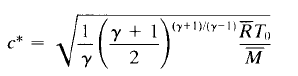 c* = √(1/γ ((γ + 1)/2)^((γ+1)/(γ−1)) R̅T₀/M̅)